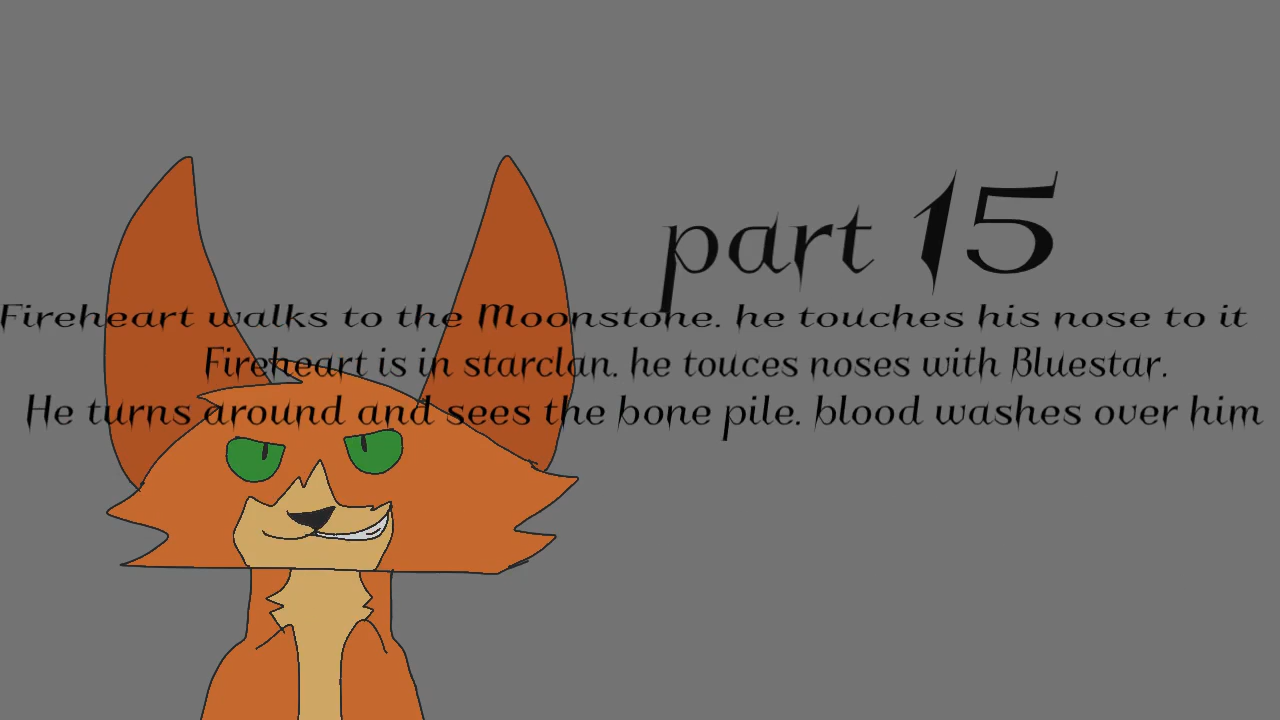 part 15
Fireheart walks to the Moonstone. he touches his nose to it
Fireheart is in starclan. he touces noses with Bluestar.
He turns around and sees the bone pile. blood washes over him